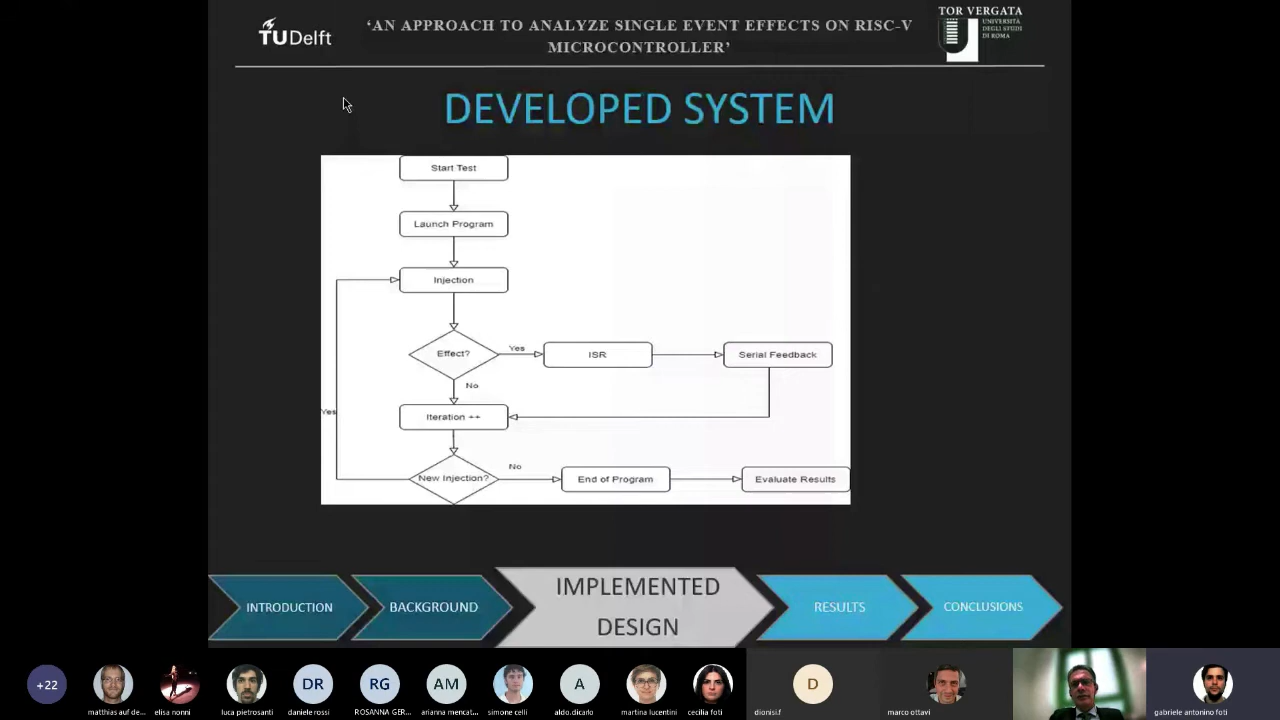 TUDelft
‘AN APPROACH TO ANALYZE SINGLE EVENT EFFECTS ON RISC-V
MICROCONTROLLER’
TOR VERGATA
UNIVERSITÀ
DEGLI STUDI
DI ROMA
DEVELOPED SYSTEM
Start Test
Launch Program
Injection
Effect?
Yes
ISR
Serial Feedback
No
Yes
Iteration ++
New Injection?
No
End of Program
Evaluate Results
INTRODUCTION
BACKGROUND
IMPLEMENTED
DESIGN
RESULTS
CONCLUSIONS
+22
DR
RG
AM
A
D
matthias auf de...
elisa nonni
luca pietrosanti
daniele rossi
ROSANNA GER...
arianna mencat...
simone celli
aldo.dicarlo
martina lucentini
cecilia foti
dionisi.f
marco ottavi
gabriele antonino foti